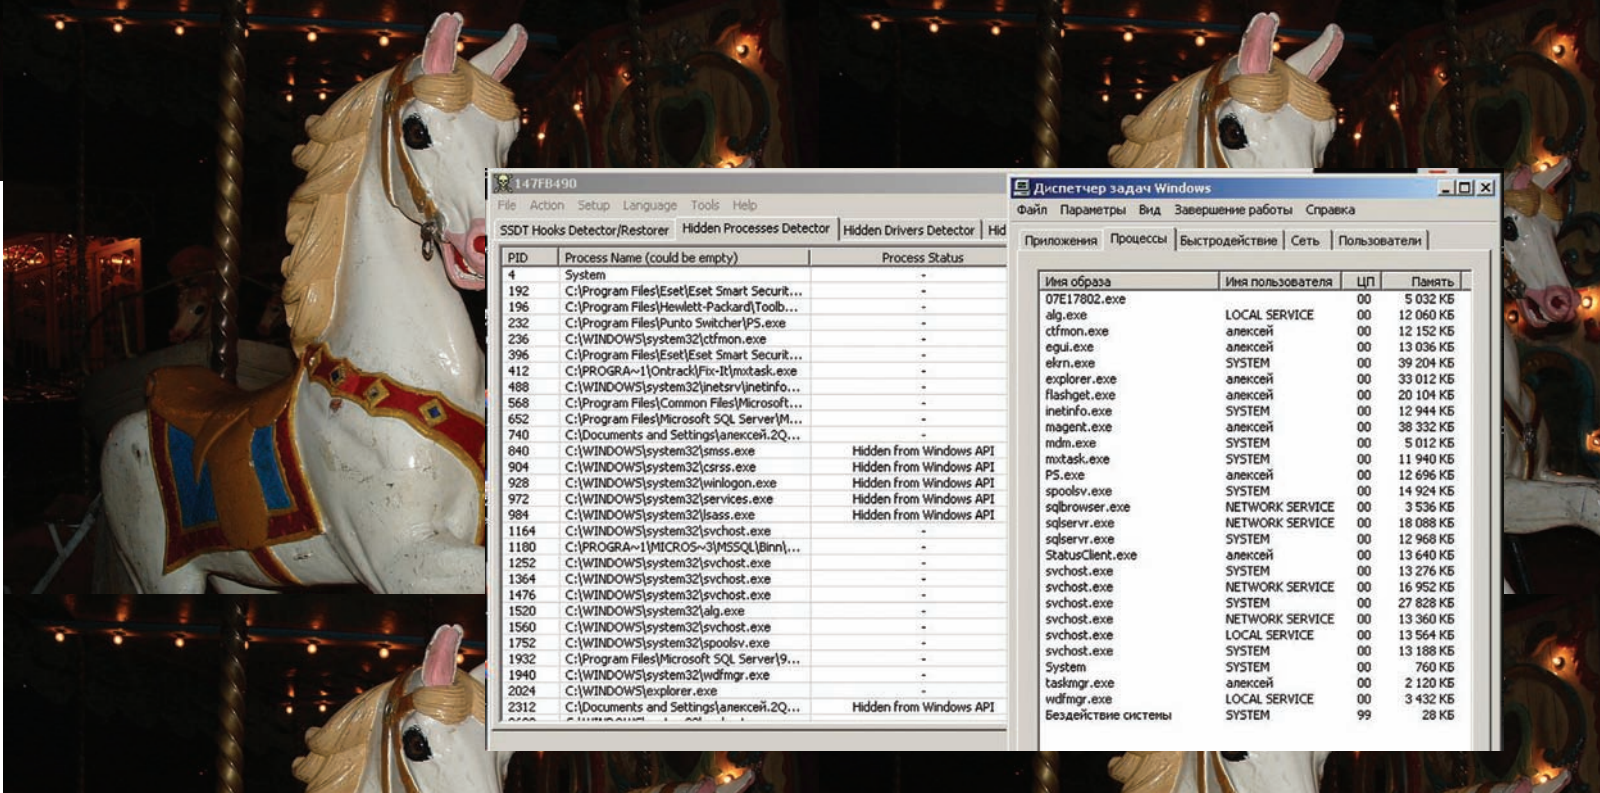 147FB490
File Action Setup Language Tools Help
SSDT Hooks Detector/Restorer Hidden Processes Detector Hidden Drivers Detector Hid
PID Process Name (could be empty) Process Status
4 System -
192 C:\Program Files\Eset\Eset Smart Securit... -
196 C:\Program Files\Hewlett-Packard\Toolb... -
232 C:\Program Files\Punto Switcher\PS.exe -
236 C:\WINDOWS\system32\ctfmon.exe -
396 C:\Program Files\Eset\Eset Smart Securit... -
412 C:\PROGRA~1\Ontrack\Fix-It\mxtask.exe -
488 C:\WINDOWS\system32\inetsrv\inetinfo... -
568 C:\Program Files\Common Files\Microsoft... -
652 C:\Program Files\Microsoft SQL Server\M... -
740 C:\Documents and Settings\алексей.2Q... -
840 C:\WINDOWS\system32\smss.exe Hidden from Windows API
904 C:\WINDOWS\system32\csrss.exe Hidden from Windows API
928 C:\WINDOWS\system32\winlogon.exe Hidden from Windows API
972 C:\WINDOWS\system32\services.exe Hidden from Windows API
984 C:\WINDOWS\system32\lsass.exe Hidden from Windows API
1164 C:\WINDOWS\system32\svchost.exe -
1180 C:\PROGRA~1\MICROS~3\MSSQL\Binn\... -
1252 C:\WINDOWS\system32\svchost.exe -
1364 C:\WINDOWS\system32\svchost.exe -
1476 C:\WINDOWS\system32\svchost.exe -
1520 C:\WINDOWS\system32\alg.exe -
1560 C:\WINDOWS\system32\svchost.exe -
1752 C:\WINDOWS\system32\spoolsv.exe -
1932 C:\Program Files\Microsoft SQL Server\9... -
1940 C:\WINDOWS\system32\wdfmgr.exe -
2024 C:\WINDOWS\explorer.exe -
2312 C:\Documents and Settings\алексей.2Q... Hidden from Windows API
Диспетчер задач Windows
Файл Параметры Вид Завершение работы Справка
Приложения Процессы Быстродействие Сеть Пользователи
Имя образа Имя пользователя ЦП Память
07E17802.exe 00 5 032 КБ
alg.exe LOCAL SERVICE 00 12 060 КБ
ctfmon.exe алексей 00 12 152 КБ
egui.exe алексей 00 13 036 КБ
ekrn.exe SYSTEM 00 39 204 КБ
explorer.exe алексей 00 33 012 КБ
flashget.exe алексей 00 20 104 КБ
inetinfo.exe SYSTEM 00 12 944 КБ
magent.exe алексей 00 38 332 КБ
mdm.exe SYSTEM 00 5 012 КБ
mxtask.exe SYSTEM 00 11 940 КБ
PS.exe алексей 00 12 696 КБ
spoolsv.exe SYSTEM 00 14 924 КБ
sqlbrowser.exe NETWORK SERVICE 00 3 536 КБ
sqlservr.exe NETWORK SERVICE 00 18 088 КБ
sqlservr.exe SYSTEM 00 12 968 КБ
StatusClient.exe алексей 00 13 640 КБ
svchost.exe SYSTEM 00 13 276 КБ
svchost.exe NETWORK SERVICE 00 16 952 КБ
svchost.exe SYSTEM 00 27 828 КБ
svchost.exe NETWORK SERVICE 00 13 360 КБ
svchost.exe LOCAL SERVICE 00 13 564 КБ
svchost.exe SYSTEM 00 13 188 КБ
System SYSTEM 00 760 КБ
taskmgr.exe алексей 00 2 120 КБ
wdfmgr.exe LOCAL SERVICE 00 3 432 КБ
Бездействие системы SYSTEM 99 28 КБ